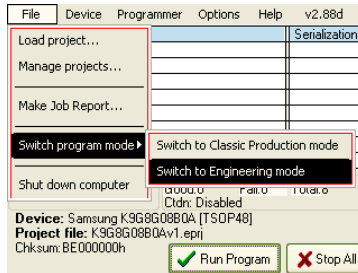 File Device Programmer Options Help v2.88d
Load project... Serialization
Manage projects...
Make Job Report...
Switch program mode Switch to Classic Production mode
Switch to Engineering mode
Shut down computer
Good:0 Fail:0 Total:8
Ctdn: Disabled
Device: Samsung K9G8G08B0A [TSOP48]
Project file: K9G8G08B0Av1.eprj
Chksum: BE000000h
Run Program Stop All